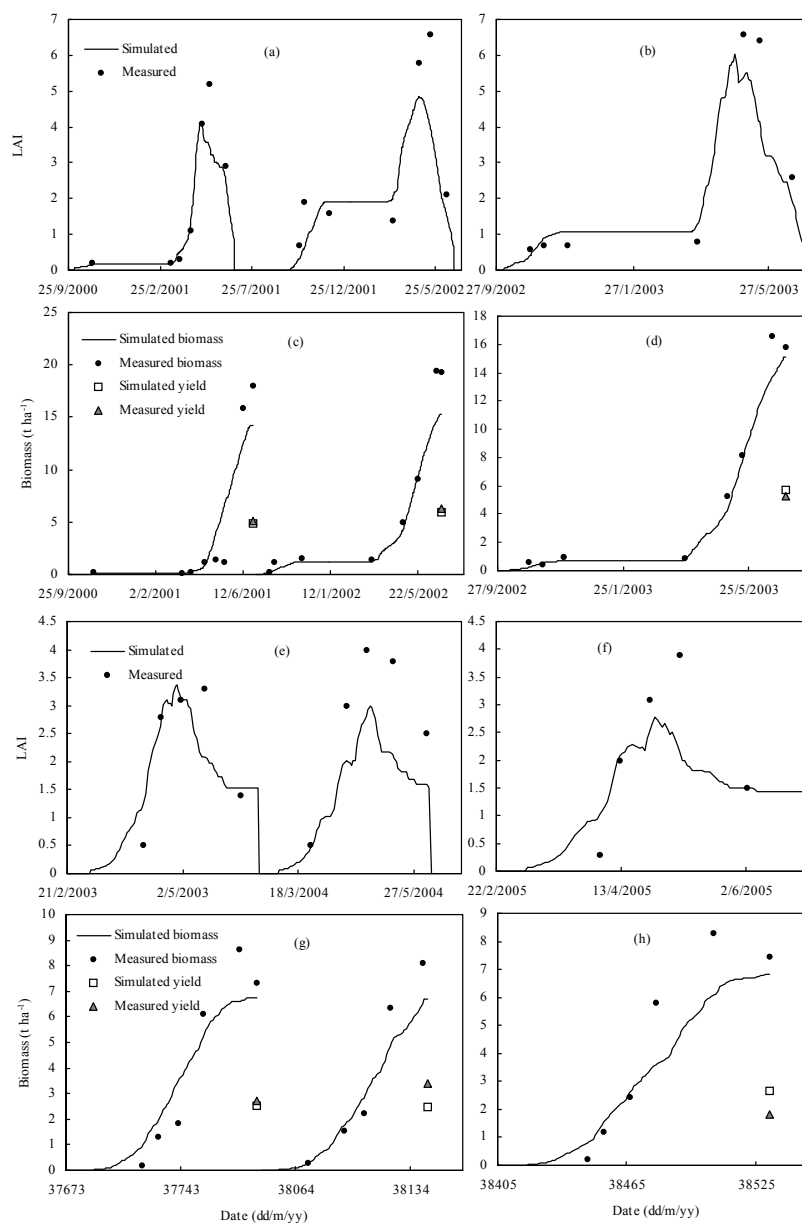 7
6
5
4
3
2
1
0
LAI
Simulated
Measured
(a)
25/9/2000 25/2/2001 25/7/2001 25/12/2001 25/5/2002
7
6
5
4
3
2
1
0
(b)
27/9/2002 27/1/2003 27/5/2003
25
20
15
10
5
0
Biomass (t ha⁻¹)
Simulated biomass
Measured biomass
Simulated yield
Measured yield
(c)
25/9/2000 2/2/2001 12/6/2001 12/1/2002 22/5/2002
18
16
14
12
10
8
6
4
2
0
(d)
27/9/2002 25/1/2003 25/5/2003
4.5
4
3.5
3
2.5
2
1.5
1
0.5
0
LAI
Simulated
Measured
(e)
21/2/2003 2/5/2003 18/3/2004 27/5/2004
4.5
4
3.5
3
2.5
2
1.5
1
0.5
0
(f)
22/2/2005 13/4/2005 2/6/2005
10
9
8
7
6
5
4
3
2
1
0
Biomass (t ha⁻¹)
Simulated biomass
Measured biomass
Simulated yield
Measured yield
(g)
37673 37743 38064 38134
Date (dd/m/yy)
9
8
7
6
5
4
3
2
1
0
(h)
38405 38465 38525
Date (dd/m/yy)